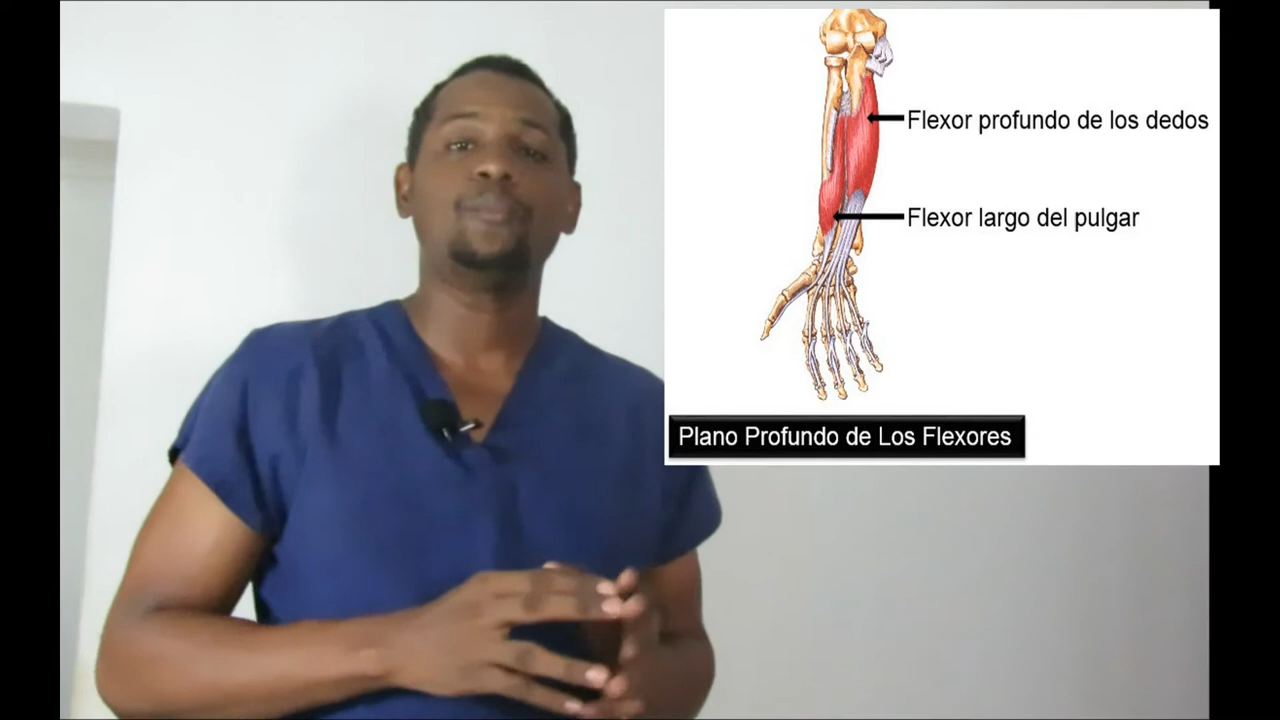 Flexor profundo de los dedos
Flexor largo del pulgar
Plano Profundo de Los Flexores